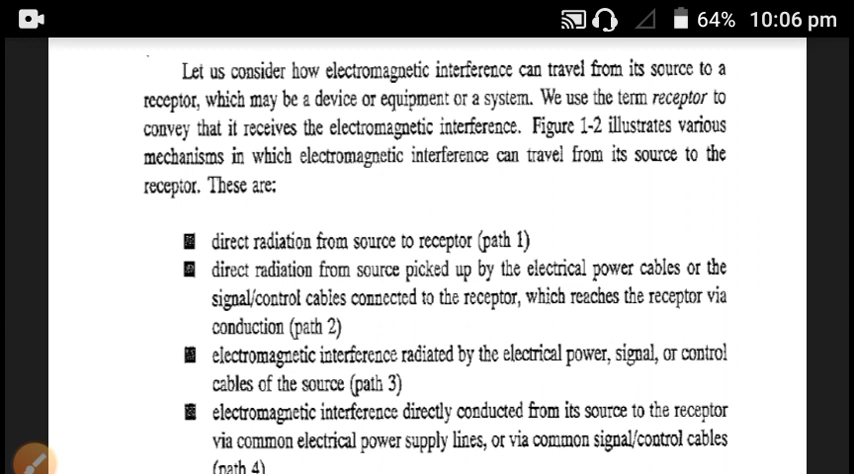 64% 10:06 pm
Let us consider how electromagnetic interference can travel from its source to a
receptor, which may be a device or equipment or a system. We use the term receptor to
convey that it receives the electromagnetic interference. Figure 1-2 illustrates various
mechanisms in which electromagnetic interference can travel from its source to the
receptor. These are:
direct radiation from source to receptor (path 1)
direct radiation from source picked up by the electrical power cables or the
signal/control cables connected to the receptor, which reaches the receptor via
conduction (path 2)
electromagnetic interference radiated by the electrical power, signal, or control
cables of the source (path 3)
electromagnetic interference directly conducted from its source to the receptor
via common electrical power supply lines, or via common signal/control cables
(path 4)